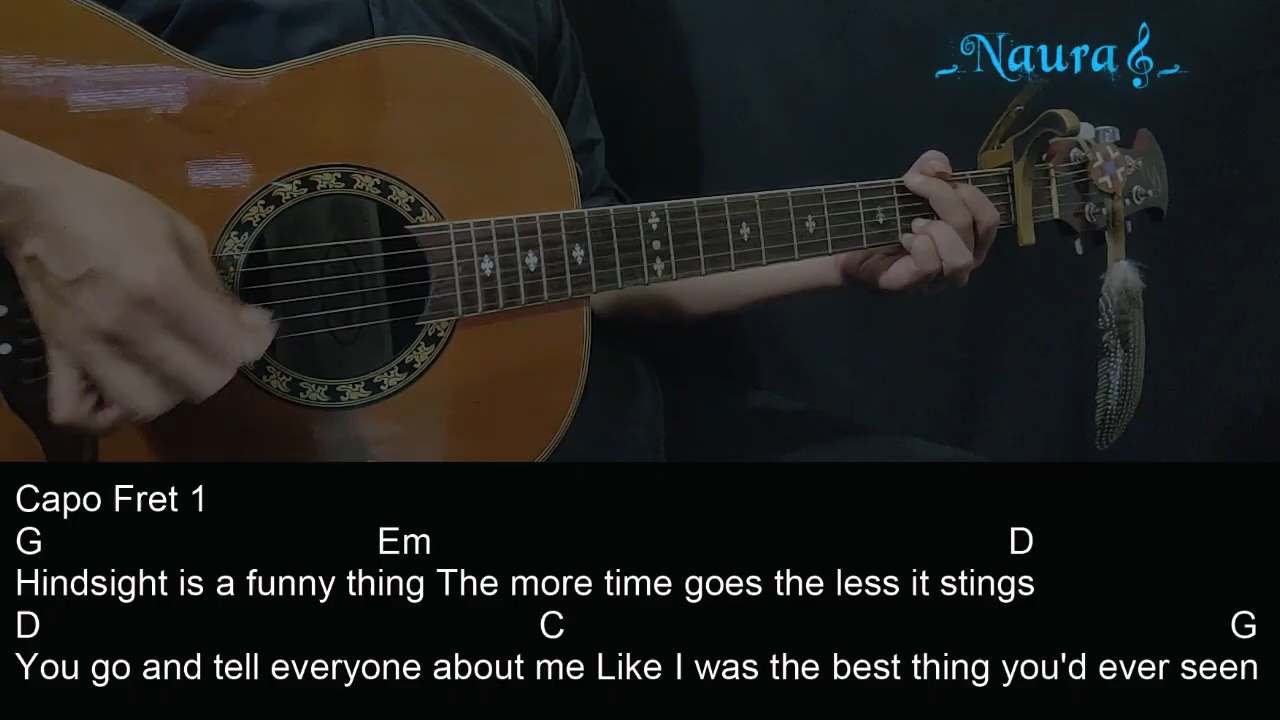 Naura
Capo Fret 1
G Em D
Hindsight is a funny thing The more time goes the less it stings
D C G
You go and tell everyone about me Like I was the best thing you'd ever seen